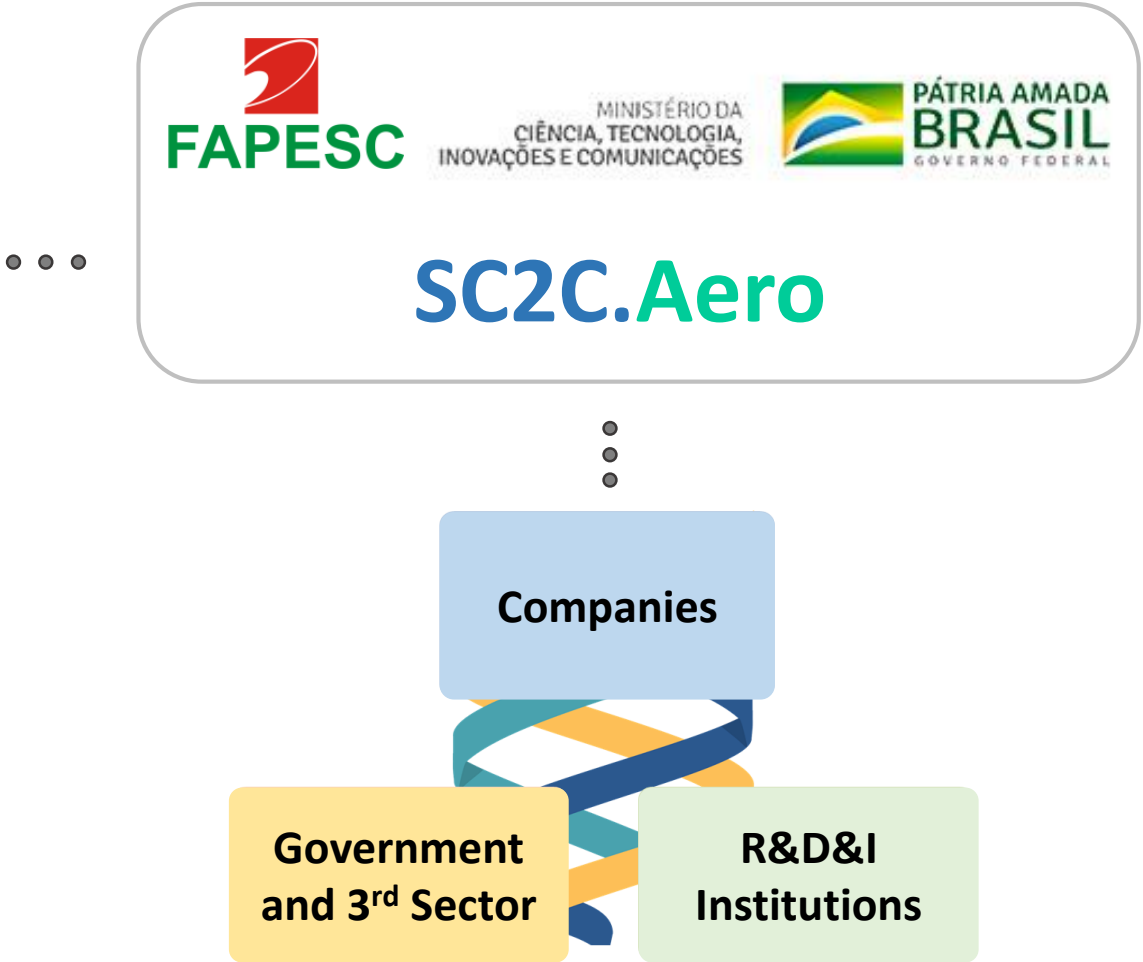 FAPESC
MINISTÉRIO DA
CIÊNCIA, TECNOLOGIA,
INOVAÇÕES E COMUNICAÇÕES
PÁTRIA AMADA
BRASIL
GOVERNO FEDERAL
SC2C.Aero
Companies
Government
and 3rd Sector
R&D&I
Institutions